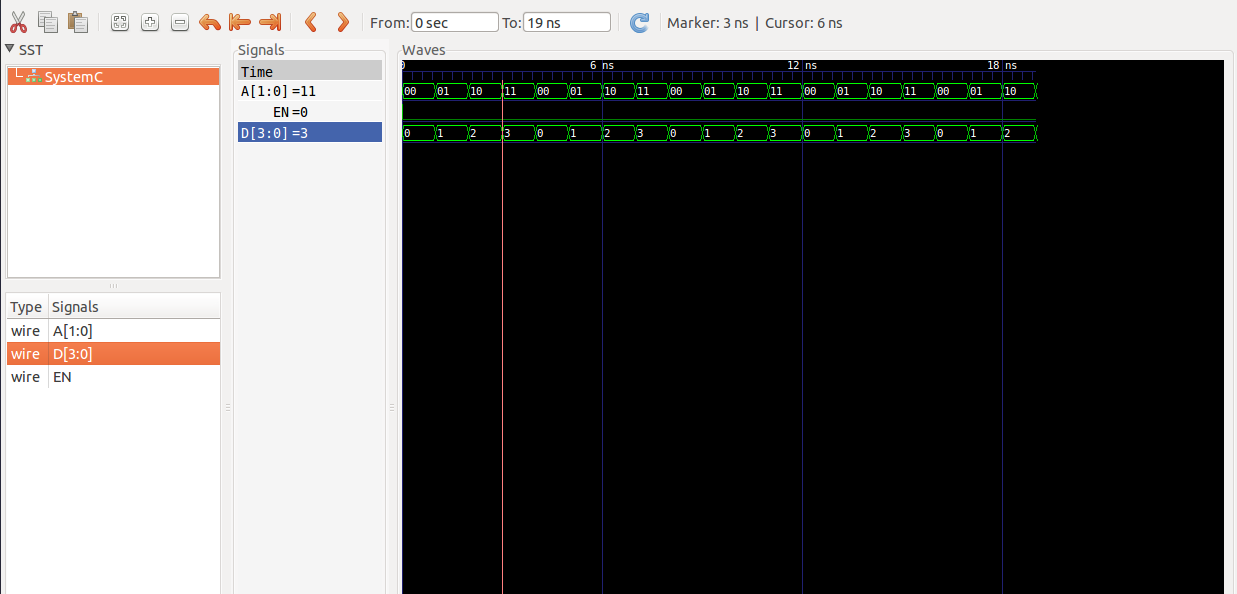 From: 0 sec To: 19 ns Marker: 3 ns | Cursor: 6 ns
SST
SystemC
Type Signals
wire A[1:0]
wire D[3:0]
wire EN
Signals
Time
A[1:0]=11
EN=0
D[3:0]=3
Waves
0 6 ns 12 ns 18 ns
00 01 10 11 00 01 10 11 00 01 10 11 00 01 10 11 00 01 10
0 1 2 3 0 1 2 3 0 1 2 3 0 1 2 3 0 1 2